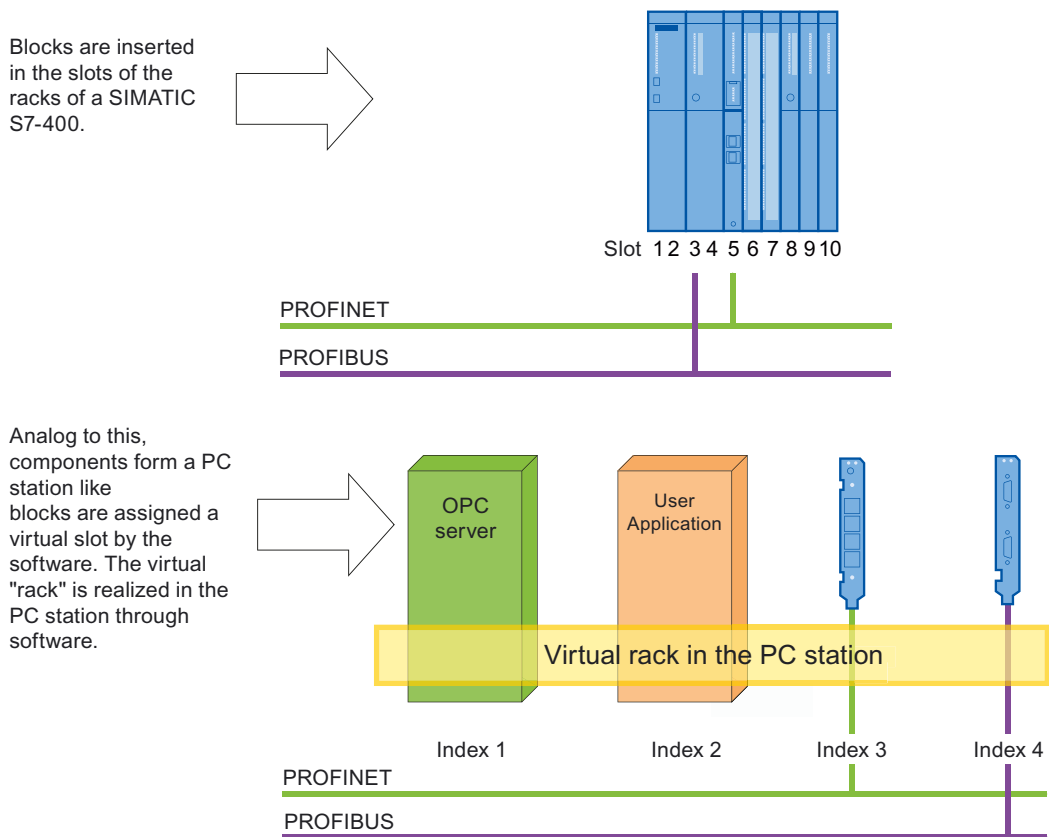 Blocks are inserted
in the slots of the
racks of a SIMATIC
S7-400.
Slot 1 2 3 4 5 6 7 8 9 10
PROFINET
PROFIBUS
Analog to this,
components form a PC
station like
blocks are assigned a
virtual slot by the
software. The virtual
"rack" is realized in the
PC station through
software.
OPC
server
User
Application
Virtual rack in the PC station
Index 1
Index 2
Index 3
Index 4
PROFINET
PROFIBUS